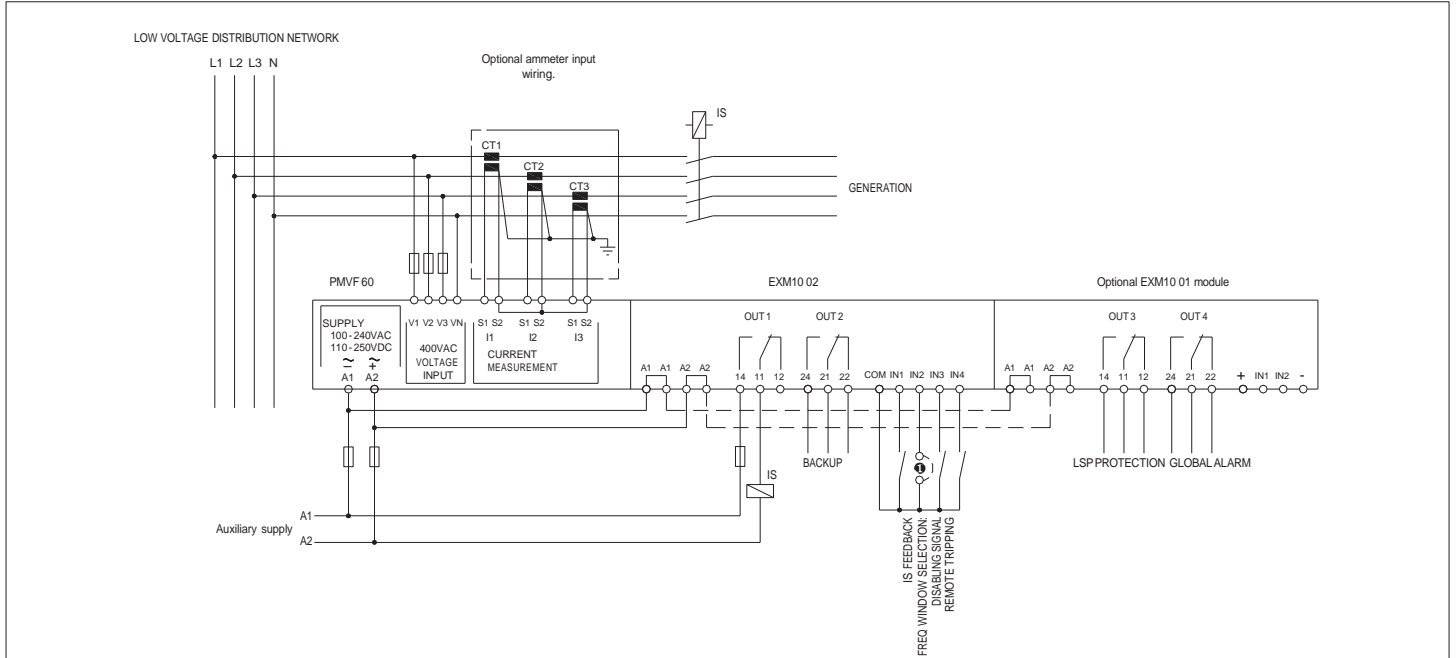 LOW VOLTAGE DISTRIBUTION NETWORK
L1 L2 L3 N
Optional ammeter input
wiring.
IS
CT1
CT2
CT3
GENERATION
PMVF 60
EXM10 02
Optional EXM10 01 module
SUPPLY
100-240VAC
110-250VDC
~ ~
− +
A1 A2
V1 V2 V3 VN
400VAC
VOLTAGE
INPUT
S1 S2 S1 S2 S1 S2
I1 I2 I3
CURRENT
MEASUREMENT
OUT 1 OUT 2
A1 A1 A2 A2 14 11 12 24 21 22 COM IN1 IN2 IN3 IN4
OUT 3 OUT 4
A1 A1 A2 A2 14 11 12 24 21 22 + IN1 IN2 -
BACKUP
1
LSP PROTECTION GLOBAL ALARM
IS
Auxiliary supply
A1
A2
IS FEEDBACK
FREQ WINDOW SELECTION:
DISABLING SIGNAL
REMOTE TRIPPING